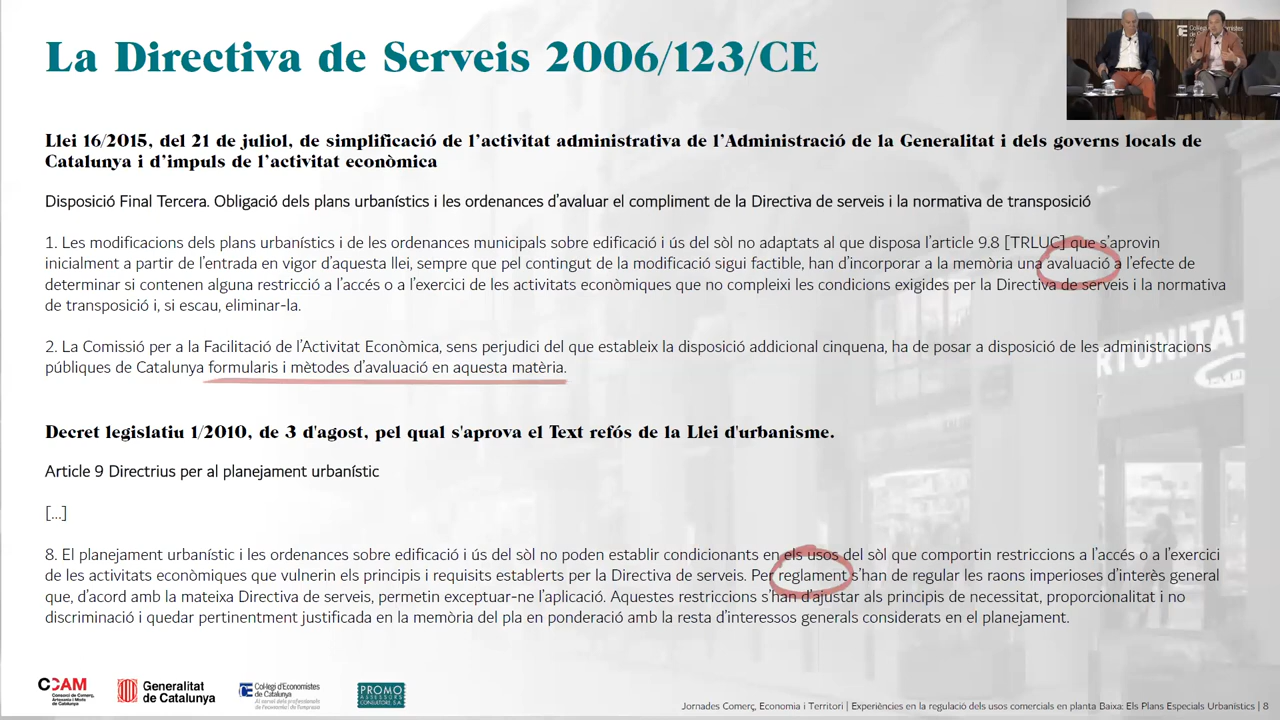 La Directiva de Serveis 2006/123/CE
Llei 16/2015, del 21 de juliol, de simplificació de l'activitat administrativa de l'Administració de la Generalitat i dels governs locals de
Catalunya i d'impuls de l'activitat econòmica
Disposició Final Tercera. Obligació dels plans urbanístics i les ordenances d'avaluar el compliment de la Directiva de serveis i la normativa de transposició
1. Les modificacions dels plans urbanístics i de les ordenances municipals sobre edificació i ús del sòl no adaptats al que disposa l'article 9.8 [TRLUC] que s'aprovin
inicialment a partir de l'entrada en vigor d'aquesta llei, sempre que pel contingut de la modificació sigui factible, han d'incorporar a la memòria una avaluació a l'efecte de
determinar si contenen alguna restricció a l'accés o a l'exercici de les activitats econòmiques que no compleixi les condicions exigides per la Directiva de serveis i la normativa
de transposició i, si escau, eliminar-la.
2. La Comissió per a la Facilitació de l'Activitat Econòmica, sens perjudici del que estableix la disposició addicional cinquena, ha de posar a disposició de les administracions
públiques de Catalunya formularis i mètodes d'avaluació en aquesta matèria.
Decret legislatiu 1/2010, de 3 d'agost, pel qual s'aprova el Text refós de la Llei d'urbanisme.
Article 9 Directrius per al planejament urbanístic
[...]
8. El planejament urbanístic i les ordenances sobre edificació i ús del sòl no poden establir condicionants en els usos del sòl que comportin restriccions a l'accés o a l'exercici
de les activitats econòmiques que vulnerin els principis i requisits establerts per la Directiva de serveis. Per reglament s'han de regular les raons imperioses d'interès general
que, d'acord amb la mateixa Directiva de serveis, permetin exceptuar-ne l'aplicació. Aquestes restriccions s'han d'ajustar als principis de necessitat, proporcionalitat i no
discriminació i quedar pertinentment justificada en la memòria del pla en ponderació amb la resta d'interessos generals considerats en el planejament.
CCAM
Consorci de Comerç,
Artesania i Moda
de Catalunya
Generalitat
de Catalunya
Col·legi d'Economistes
de Catalunya
PROMO
ASSESSORS
CONSULTORS, S.A.
Jornades Comerç, Economia i Territori | Experiències en la regulació dels usos comercials en planta Baixa: Els Plans Especials Urbanístics | 8